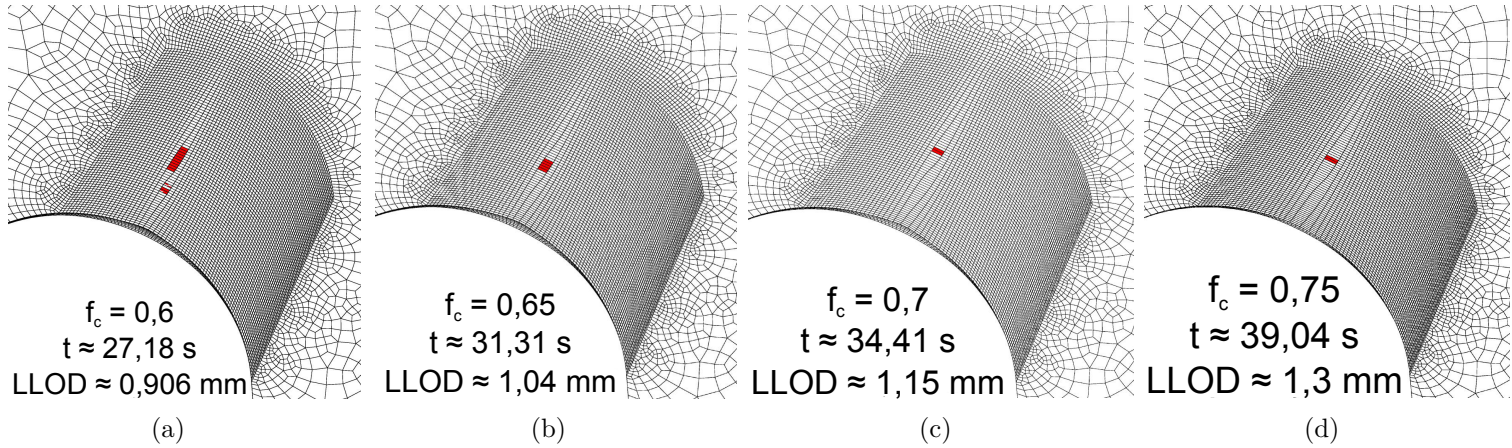 f_c = 0,6
t ≈ 27,18 s
LLOD ≈ 0,906 mm
(a)
f_c = 0,65
t ≈ 31,31 s
LLOD ≈ 1,04 mm
(b)
f_c = 0,7
t ≈ 34,41 s
LLOD ≈ 1,15 mm
(c)
f_c = 0,75
t ≈ 39,04 s
LLOD ≈ 1,3 mm
(d)